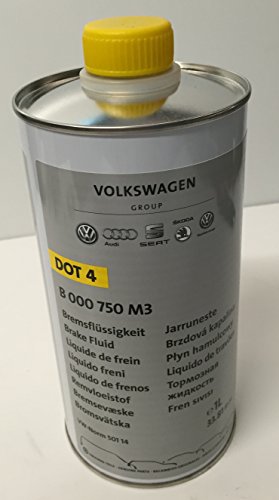 VOLKSWAGEN
GROUP
Audi
SEAT
ŠKODA
DOT 4
B 000 750 M3
Bremsflüssigkeit
Brake Fluid
Liquide de frein
Liquido freni
Liquido de frenos
Remvloeistof
Bremsevæske
Bromsvätska
VW-Norm 501 14
Jarruneste
Brzdová kapalina
Płyn hamulcowy
Тормозная
жидкость
Fren sıvısı
1L